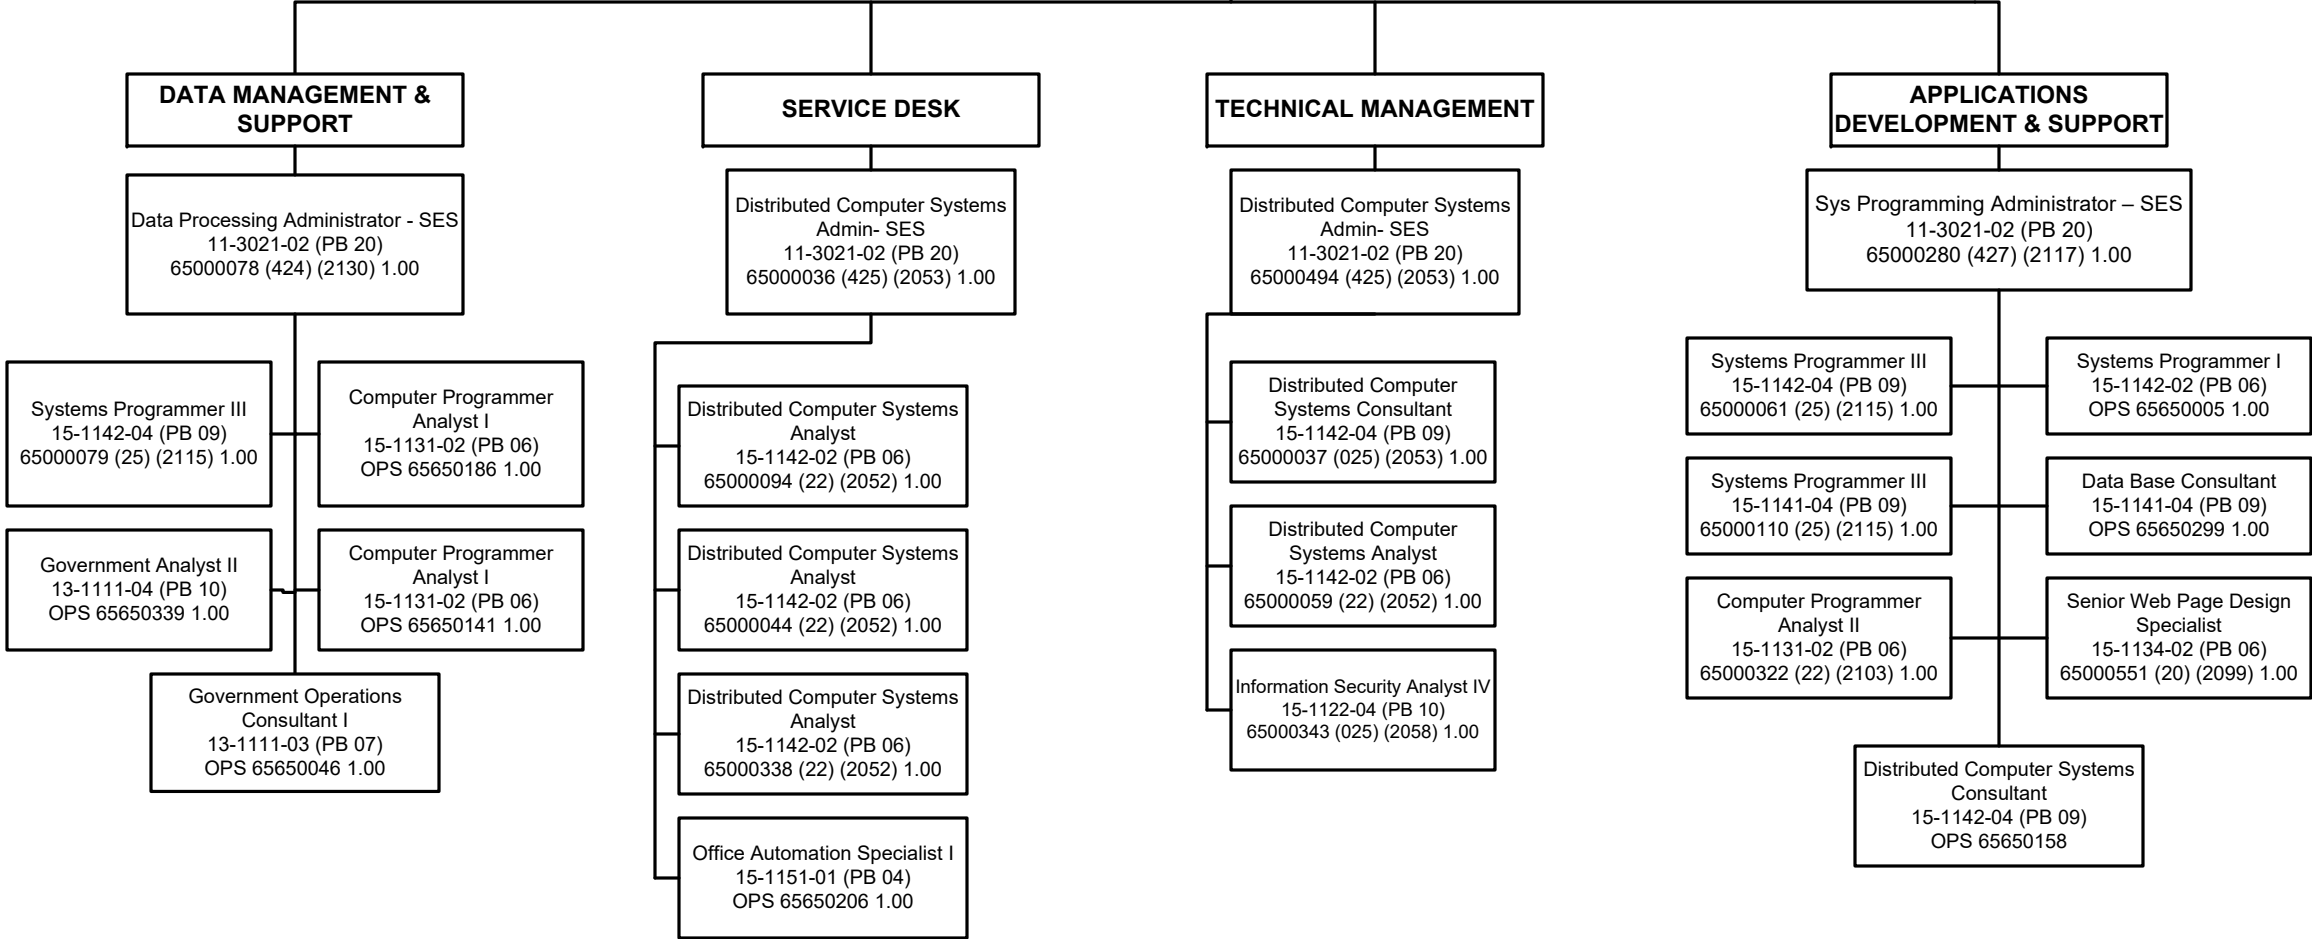 DATA MANAGEMENT &
SUPPORT
Data Processing Administrator - SES
11-3021-02 (PB 20)
65000078 (424) (2130) 1.00
Systems Programmer III
15-1142-04 (PB 09)
65000079 (25) (2115) 1.00
Computer Programmer
Analyst I
15-1131-02 (PB 06)
OPS 65650186 1.00
Government Analyst II
13-1111-04 (PB 10)
OPS 65650339 1.00
Computer Programmer
Analyst I
15-1131-02 (PB 06)
OPS 65650141 1.00
Government Operations
Consultant I
13-1111-03 (PB 07)
OPS 65650046 1.00
SERVICE DESK
Distributed Computer Systems
Admin- SES
11-3021-02 (PB 20)
65000036 (425) (2053) 1.00
Distributed Computer Systems
Analyst
15-1142-02 (PB 06)
65000094 (22) (2052) 1.00
Distributed Computer Systems
Analyst
15-1142-02 (PB 06)
65000044 (22) (2052) 1.00
Distributed Computer Systems
Analyst
15-1142-02 (PB 06)
65000338 (22) (2052) 1.00
Office Automation Specialist I
15-1151-01 (PB 04)
OPS 65650206 1.00
TECHNICAL MANAGEMENT
Distributed Computer Systems
Admin- SES
11-3021-02 (PB 20)
65000494 (425) (2053) 1.00
Distributed Computer
Systems Consultant
15-1142-04 (PB 09)
65000037 (025) (2053) 1.00
Distributed Computer
Systems Analyst
15-1142-02 (PB 06)
65000059 (22) (2052) 1.00
Information Security Analyst IV
15-1122-04 (PB 10)
65000343 (025) (2058) 1.00
APPLICATIONS
DEVELOPMENT & SUPPORT
Sys Programming Administrator – SES
11-3021-02 (PB 20)
65000280 (427) (2117) 1.00
Systems Programmer III
15-1142-04 (PB 09)
65000061 (25) (2115) 1.00
Systems Programmer I
15-1142-02 (PB 06)
OPS 65650005 1.00
Systems Programmer III
15-1141-04 (PB 09)
65000110 (25) (2115) 1.00
Data Base Consultant
15-1141-04 (PB 09)
OPS 65650299 1.00
Computer Programmer
Analyst II
15-1131-02 (PB 06)
65000322 (22) (2103) 1.00
Senior Web Page Design
Specialist
15-1134-02 (PB 06)
65000551 (20) (2099) 1.00
Distributed Computer Systems
Consultant
15-1142-04 (PB 09)
OPS 65650158